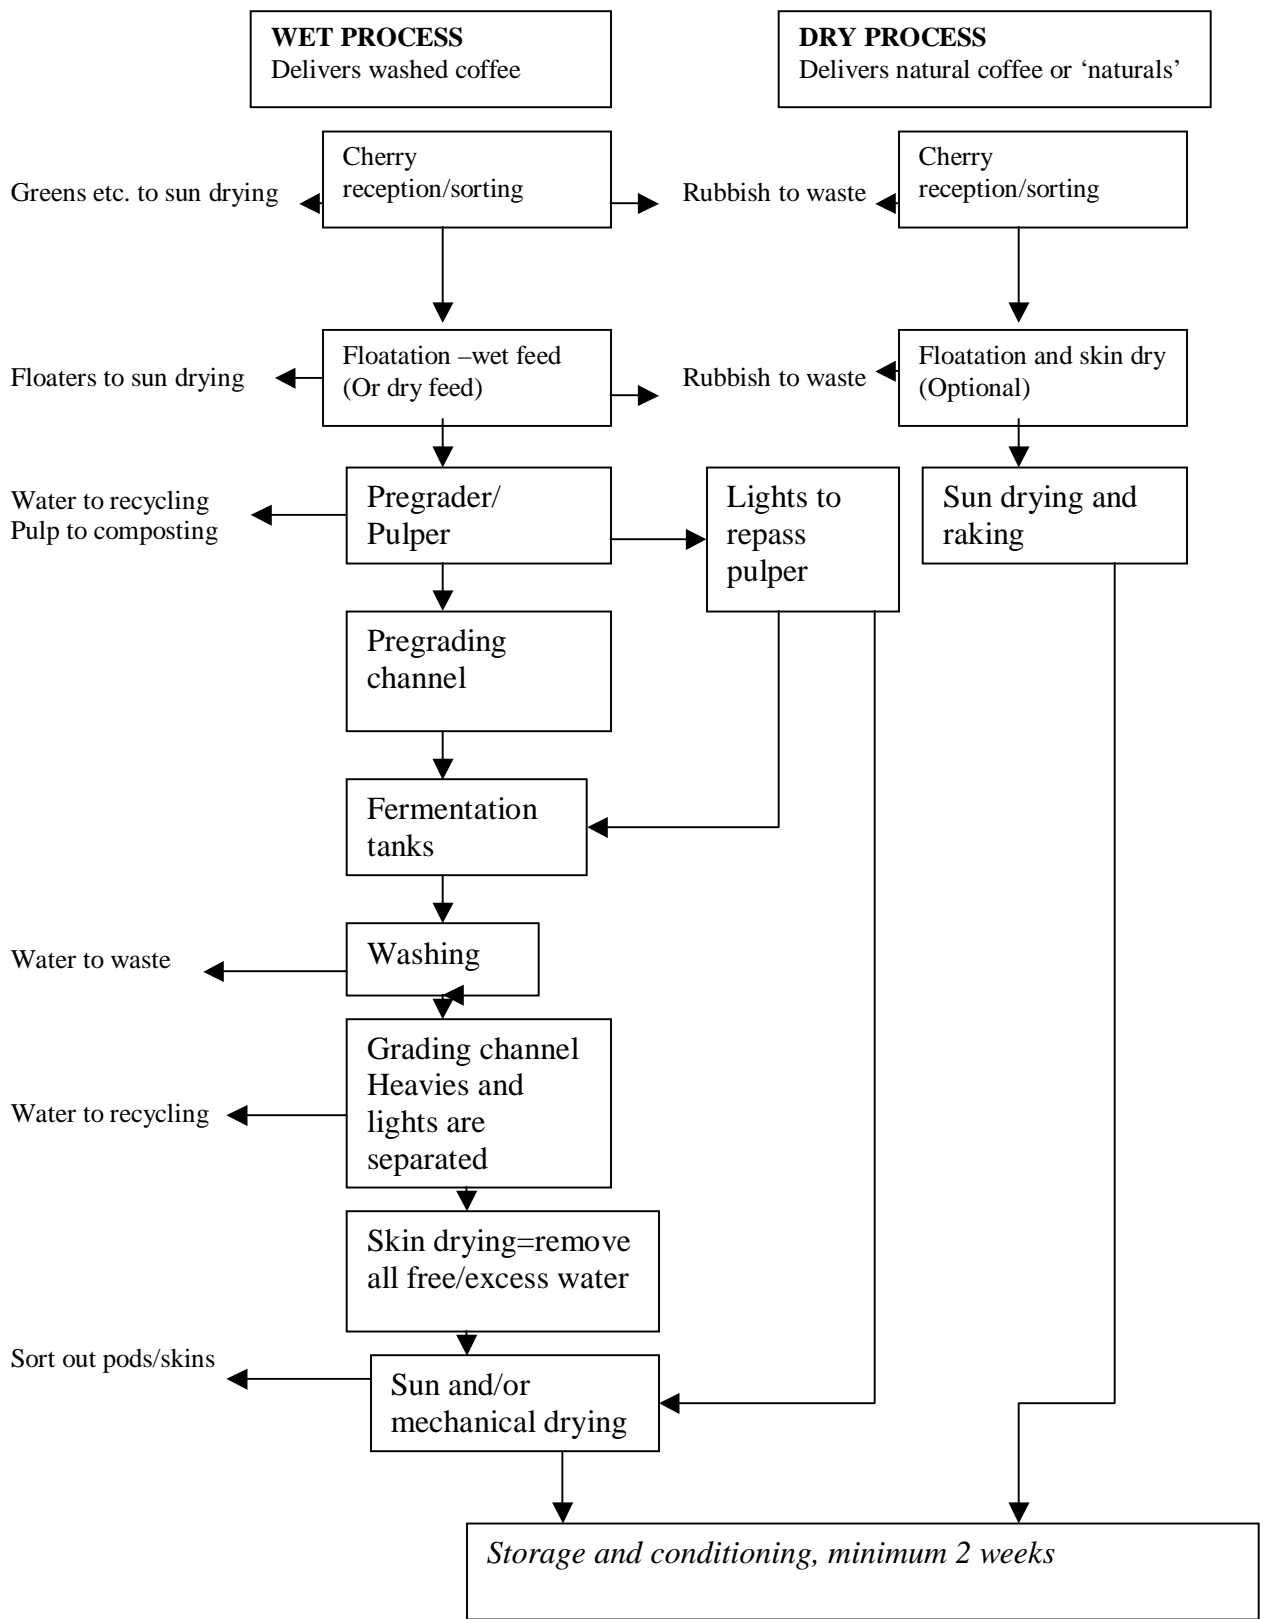 WET PROCESS
Delivers washed coffee
DRY PROCESS
Delivers natural coffee or ‘naturals’
Cherry
reception/sorting
Greens etc. to sun drying
Rubbish to waste
Cherry
reception/sorting
Floatation –wet feed
(Or dry feed)
Floaters to sun drying
Rubbish to waste
Floatation and skin dry
(Optional)
Water to recycling
Pulp to composting
Pregrader/
Pulper
Lights to
repass
pulper
Sun drying and
raking
Pregrading
channel
Fermentation
tanks
Water to waste
Washing
Grading channel
Heavies and
lights are
separated
Water to recycling
Skin drying=remove
all free/excess water
Sort out pods/skins
Sun and/or
mechanical drying
Storage and conditioning, minimum 2 weeks